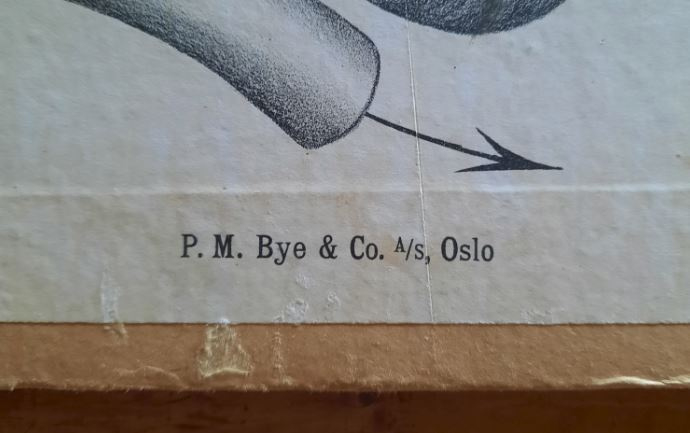 P. M. Bye & Co. A/s, Oslo